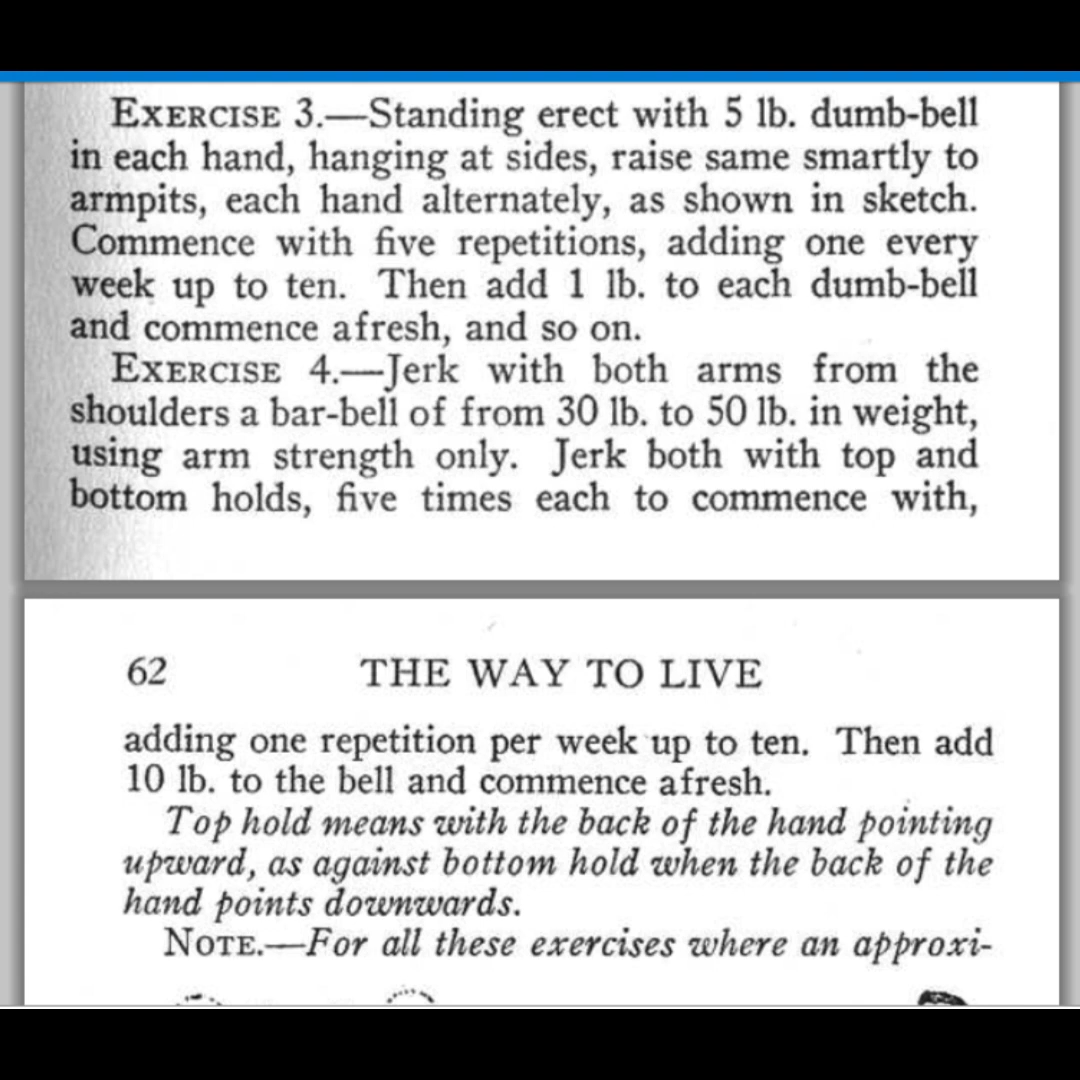 EXERCISE 3.—Standing erect with 5 lb. dumb-bell
in each hand, hanging at sides, raise same smartly to
armpits, each hand alternately, as shown in sketch.
Commence with five repetitions, adding one every
week up to ten. Then add 1 lb. to each dumb-bell
and commence afresh, and so on.
EXERCISE 4.—Jerk with both arms from the
shoulders a bar-bell of from 30 lb. to 50 lb. in weight,
using arm strength only. Jerk both with top and
bottom holds, five times each to commence with,
62 THE WAY TO LIVE
adding one repetition per week up to ten. Then add
10 lb. to the bell and commence afresh.
Top hold means with the back of the hand pointing
upward, as against bottom hold when the back of the
hand points downwards.
NOTE.—For all these exercises where an approxi-